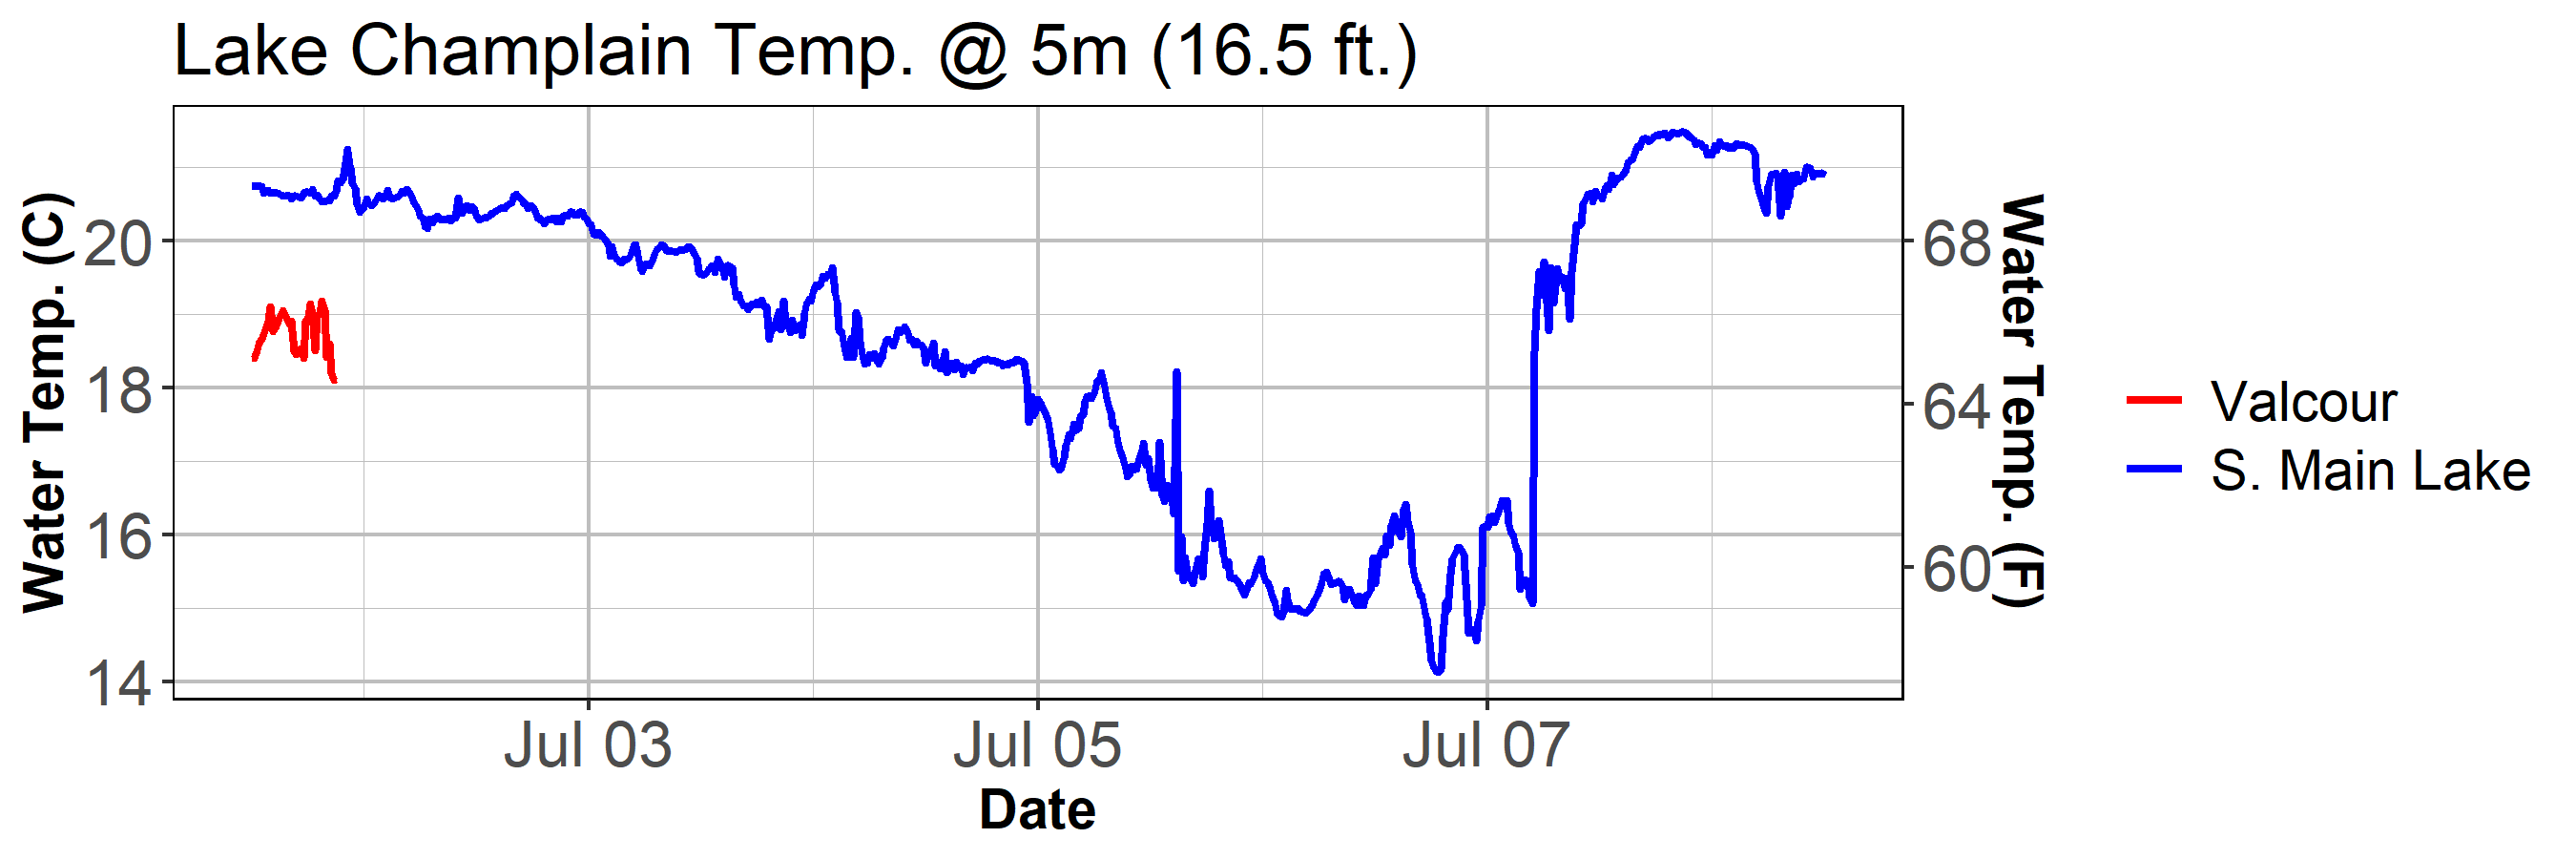 Lake Champlain Temp. @ 5m (16.5 ft.)
Water Temp. (C)
20
18
16
14
68
64
60
Water Temp. (F)
Jul 03
Jul 05
Jul 07
Date
Valcour
S. Main Lake